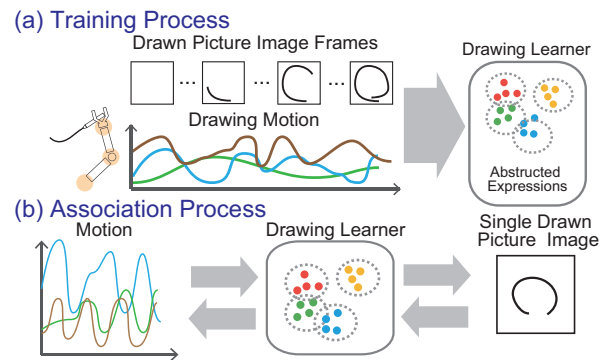 (a) Training Process
Drawn Picture Image Frames
... ... ...
Drawing Motion
Drawing Learner
Abstructed
Expressions
(b) Association Process
Motion
Drawing Learner
Single Drawn
Picture Image